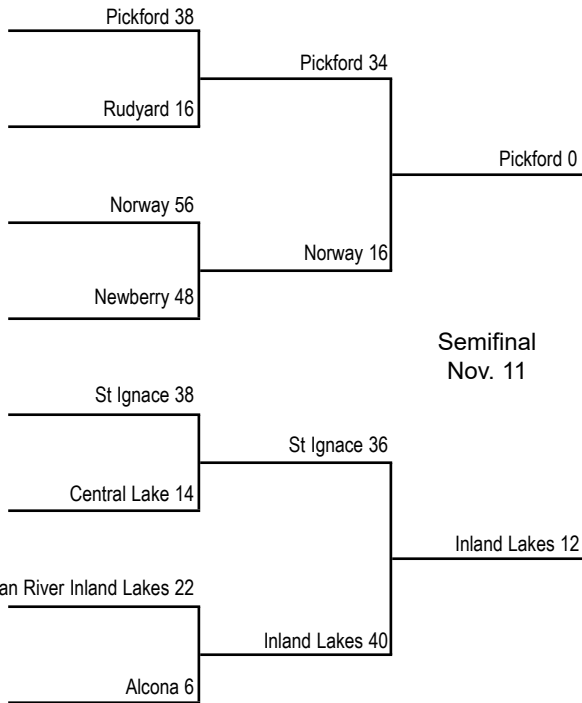 Pickford 38
Pickford 34
Rudyard 16
Pickford 0
Norway 56
Norway 16
Newberry 48
Semifinal
Nov. 11
St Ignace 38
St Ignace 36
Central Lake 14
Inland Lakes 12
an River Inland Lakes 22
Inland Lakes 40
Alcona 6